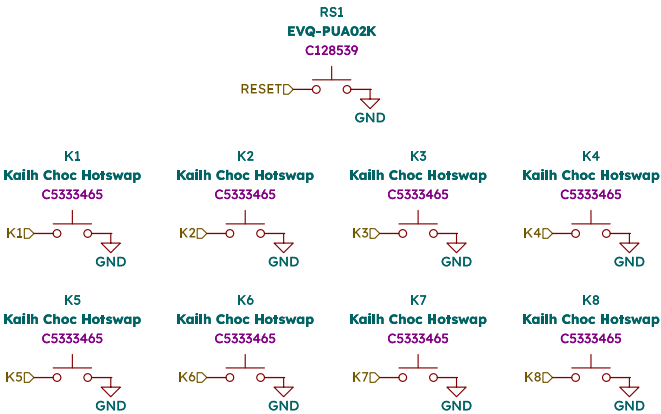 RS1
EVQ-PUA02K
C128539
RESET
GND
K1 K2 K3 K4
Kailh Choc Hotswap Kailh Choc Hotswap Kailh Choc Hotswap Kailh Choc Hotswap
C5333465 C5333465 C5333465 C5333465
K1 K2 K3 K4
GND GND GND GND
K5 K6 K7 K8
Kailh Choc Hotswap Kailh Choc Hotswap Kailh Choc Hotswap Kailh Choc Hotswap
C5333465 C5333465 C5333465 C5333465
K5 K6 K7 K8
GND GND GND GND